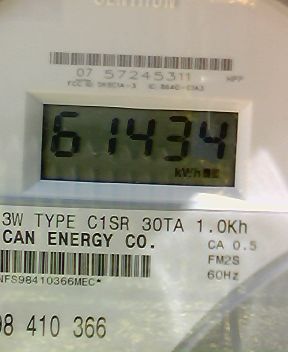 CENTRON
07 57245311
61434
kWh
3W TYPE C1SR 30TA 1.0Kh
CAN ENERGY CO.
CA 0.5
FM2S
60Hz
NFS98410366MEC*
98 410 366